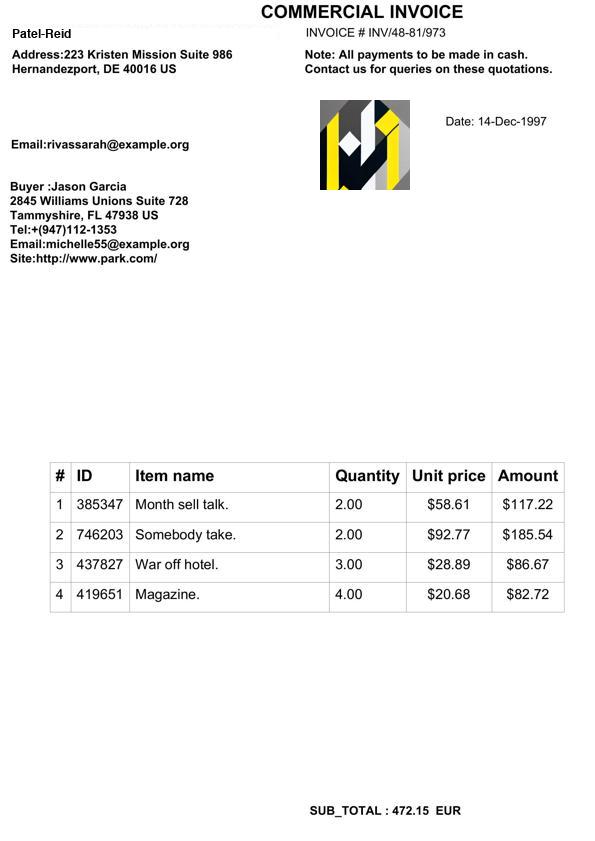 COMMERCIAL INVOICE
Patel-Reid
INVOICE # INV/48-81/973
Address:223 Kristen Mission Suite 986
Hernandezport, DE 40016 US
Note: All payments to be made in cash.
Contact us for queries on these quotations.
Date: 14-Dec-1997
Email:rivassarah@example.org
Buyer :Jason Garcia
2845 Williams Unions Suite 728
Tammyshire, FL 47938 US
Tel:+(947)112-1353
Email:michelle55@example.org
Site:http://www.park.com/
# ID Item name Quantity Unit price Amount
1 385347 Month sell talk. 2.00 $58.61 $117.22
2 746203 Somebody take. 2.00 $92.77 $185.54
3 437827 War off hotel. 3.00 $28.89 $86.67
4 419651 Magazine. 4.00 $20.68 $82.72
SUB_TOTAL : 472.15 EUR